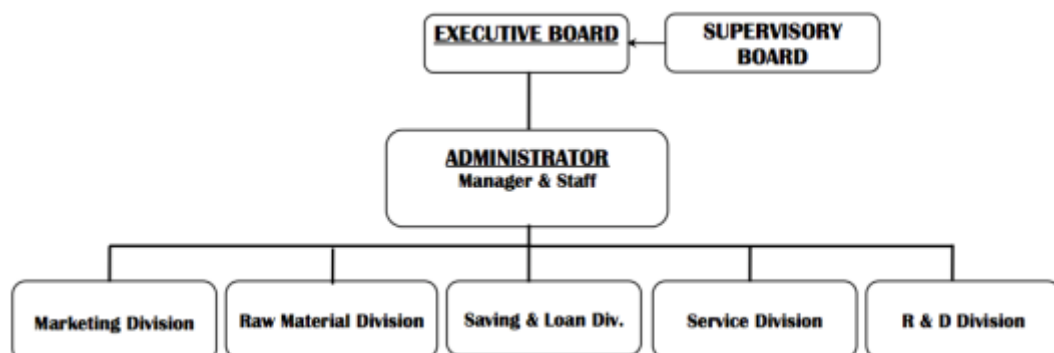 EXECUTIVE BOARD
SUPERVISORY
BOARD
ADMINISTRATOR
Manager & Staff
Marketing Division
Raw Material Division
Saving & Loan Div.
Service Division
R & D Division